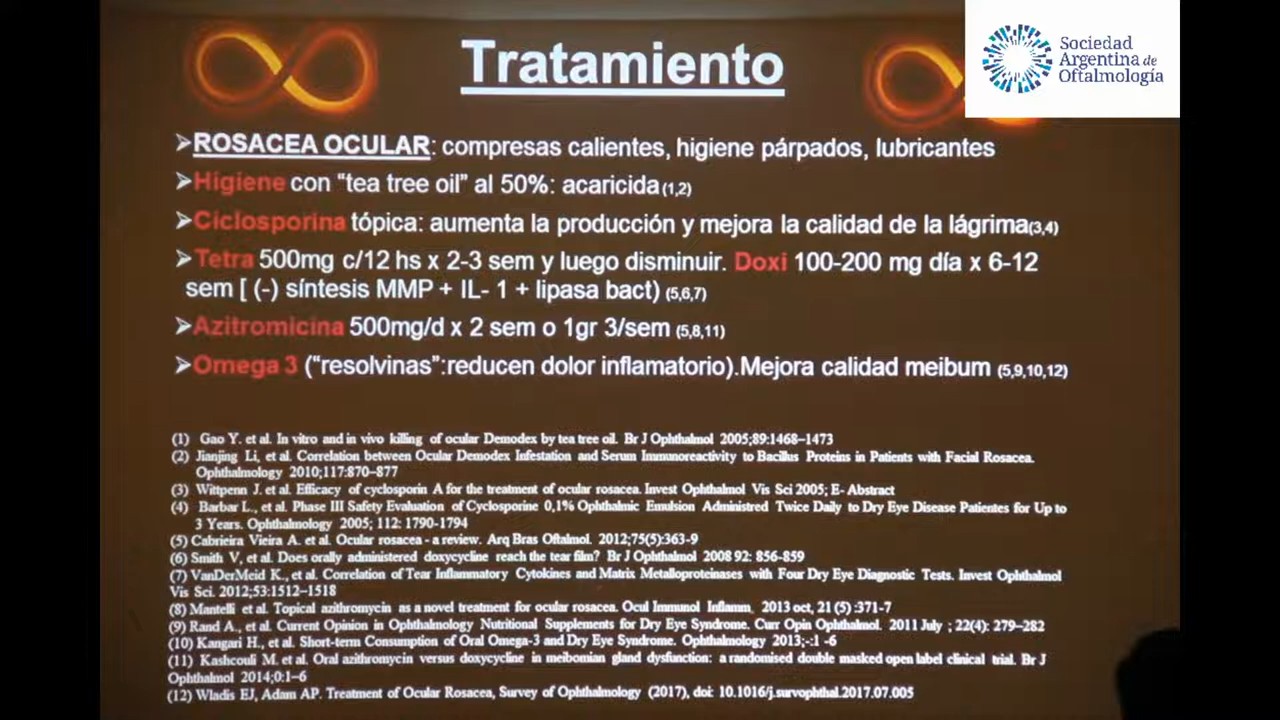 Tratamiento
Sociedad
Argentina de
Oftalmología
➢ROSACEA OCULAR: compresas calientes, higiene párpados, lubricantes
➢Higiene con “tea tree oil” al 50%: acaricida (1,2)
➢Ciclosporina tópica: aumenta la producción y mejora la calidad de la lágrima(3,4)
➢Tetra 500mg c/12 hs x 2-3 sem y luego disminuir. Doxi 100-200 mg día x 6-12
sem [ (-) síntesis MMP + IL- 1 + lipasa bact) (5,6,7)
➢Azitromicina 500mg/d x 2 sem o 1gr 3/sem (5,8,11)
➢Omega 3 (“resolvinas”:reducen dolor inflamatorio).Mejora calidad meibum (5,9,10,12)
(1) Gao Y. et al. In vitro and in vivo killing of ocular Demodex by tea tree oil. Br J Ophthalmol 2005;89:1468–1473
(2) Jianjing Li, et al. Correlation between Ocular Demodex Infestation and Serum Immunoreactivity to Bacillus Proteins in Patients with Facial Rosacea.
Ophthalmology 2010;117:870–877
(3) Wittpenn J. et al. Efficacy of cyclosporin A for the treatment of ocular rosacea. Invest Ophthalmol Vis Sci 2005; E- Abstract
(4) Barbar L., et al. Phase III Safety Evaluation of Cyclosporine 0,1% Ophthalmic Emulsion Administred Twice Daily to Dry Eye Disease Patientes for Up to
3 Years. Ophthalmology 2005; 112: 1790-1794
(5) Cabrieira Vieira A. et al. Ocular rosacea - a review. Arq Bras Oftalmol. 2012;75(5):363-9
(6) Smith V, et al. Does orally administered doxycycline reach the tear film? Br J Ophthalmol 2008 92: 856-859
(7) VanDerMeid K., et al. Correlation of Tear Inflammatory Cytokines and Matrix Metalloproteinases with Four Dry Eye Diagnostic Tests. Invest Ophthalmol
Vis Sci. 2012;53:1512–1518
(8) Mantelli et al. Topical azithromycin as a novel treatment for ocular rosacea. Ocul Immunol Inflamm. 2013 oct, 21 (5) :371-7
(9) Rand A., et al. Current Opinion in Ophthalmology Nutritional Supplements for Dry Eye Syndrome. Curr Opin Ophthalmol. 2011 July ; 22(4): 279–282
(10) Kangari H., et al. Short-term Consumption of Oral Omega-3 and Dry Eye Syndrome. Ophthalmology 2013;-:1 -6
(11) Kashcouli M. et al. Oral azithromycin versus doxycycline in meibomian gland dysfunction: a randomised double masked open label clinical trial. Br J
Ophthalmol 2014;0:1–6
(12) Wladis EJ, Adam AP. Treatment of Ocular Rosacea, Survey of Ophthalmology (2017), doi: 10.1016/j.survophthal.2017.07.005